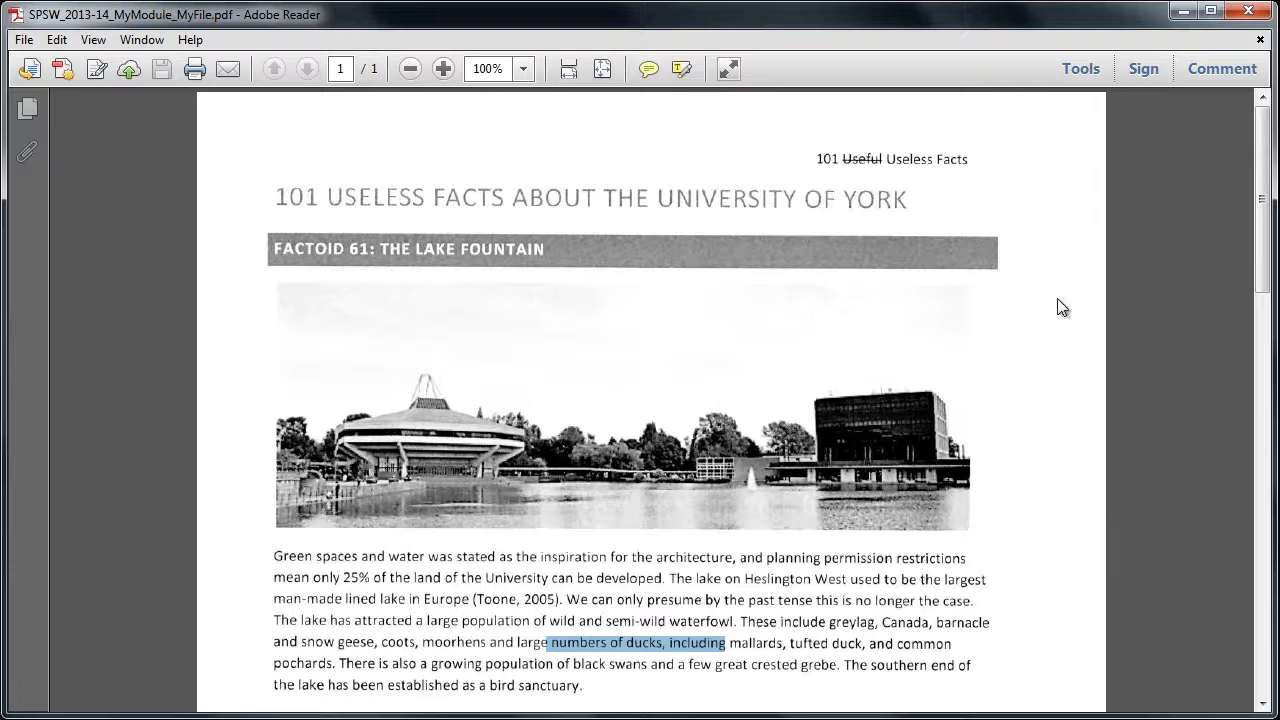 SPSW_2013-14_MyModule_MyFile.pdf - Adobe Reader
File Edit View Window Help
1 / 1 100% Tools Sign Comment
101 Useful Useless Facts
101 USELESS FACTS ABOUT THE UNIVERSITY OF YORK
FACTOID 61: THE LAKE FOUNTAIN
Green spaces and water was stated as the inspiration for the architecture, and planning permission restrictions
mean only 25% of the land of the University can be developed. The lake on Heslington West used to be the largest
man-made lined lake in Europe (Toone, 2005). We can only presume by the past tense this is no longer the case.
The lake has attracted a large population of wild and semi-wild waterfowl. These include greylag, Canada, barnacle
and snow geese, coots, moorhens and large numbers of ducks, including mallards, tufted duck, and common
pochards. There is also a growing population of black swans and a few great crested grebe. The southern end of
the lake has been established as a bird sanctuary.